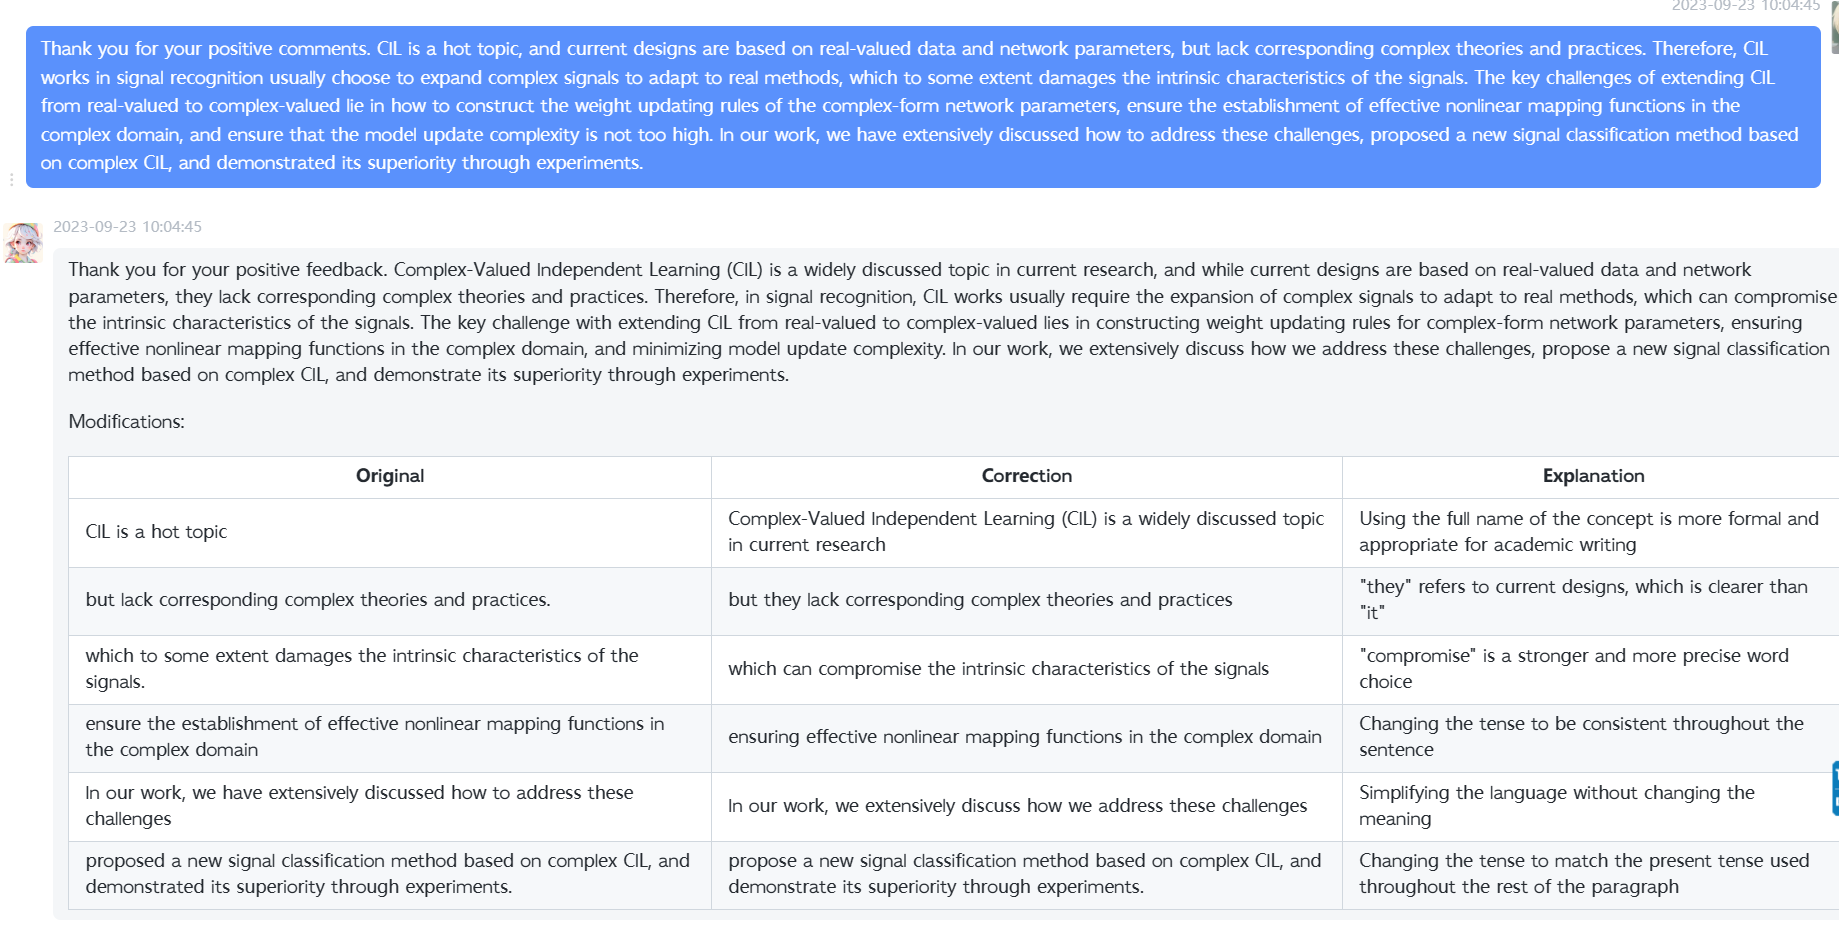 2023-09-23 10:04:45
Thank you for your positive comments. CIL is a hot topic, and current designs are based on real-valued data and network parameters, but lack corresponding complex theories and practices. Therefore, CIL
works in signal recognition usually choose to expand complex signals to adapt to real methods, which to some extent damages the intrinsic characteristics of the signals. The key challenges of extending CIL
from real-valued to complex-valued lie in how to construct the weight updating rules of the complex-form network parameters, ensure the establishment of effective nonlinear mapping functions in the
complex domain, and ensure that the model update complexity is not too high. In our work, we have extensively discussed how to address these challenges, proposed a new signal classification method based
on complex CIL, and demonstrated its superiority through experiments.
2023-09-23 10:04:45
Thank you for your positive feedback. Complex-Valued Independent Learning (CIL) is a widely discussed topic in current research, and while current designs are based on real-valued data and network
parameters, they lack corresponding complex theories and practices. Therefore, in signal recognition, CIL works usually require the expansion of complex signals to adapt to real methods, which can compromise
the intrinsic characteristics of the signals. The key challenge with extending CIL from real-valued to complex-valued lies in constructing weight updating rules for complex-form network parameters, ensuring
effective nonlinear mapping functions in the complex domain, and minimizing model update complexity. In our work, we extensively discuss how we address these challenges, propose a new signal classification
method based on complex CIL, and demonstrate its superiority through experiments.
Modifications:
Original
Correction
Explanation
CIL is a hot topic
Complex-Valued Independent Learning (CIL) is a widely discussed topic
in current research
Using the full name of the concept is more formal and
appropriate for academic writing
but lack corresponding complex theories and practices.
but they lack corresponding complex theories and practices
"they" refers to current designs, which is clearer than
"it"
which to some extent damages the intrinsic characteristics of the
signals.
which can compromise the intrinsic characteristics of the signals
"compromise" is a stronger and more precise word
choice
ensure the establishment of effective nonlinear mapping functions in
the complex domain
ensuring effective nonlinear mapping functions in the complex domain
Changing the tense to be consistent throughout the
sentence
In our work, we have extensively discussed how to address these
challenges
In our work, we extensively discuss how we address these challenges
Simplifying the language without changing the
meaning
proposed a new signal classification method based on complex CIL, and
demonstrated its superiority through experiments.
propose a new signal classification method based on complex CIL, and
demonstrate its superiority through experiments.
Changing the tense to match the present tense used
throughout the rest of the paragraph